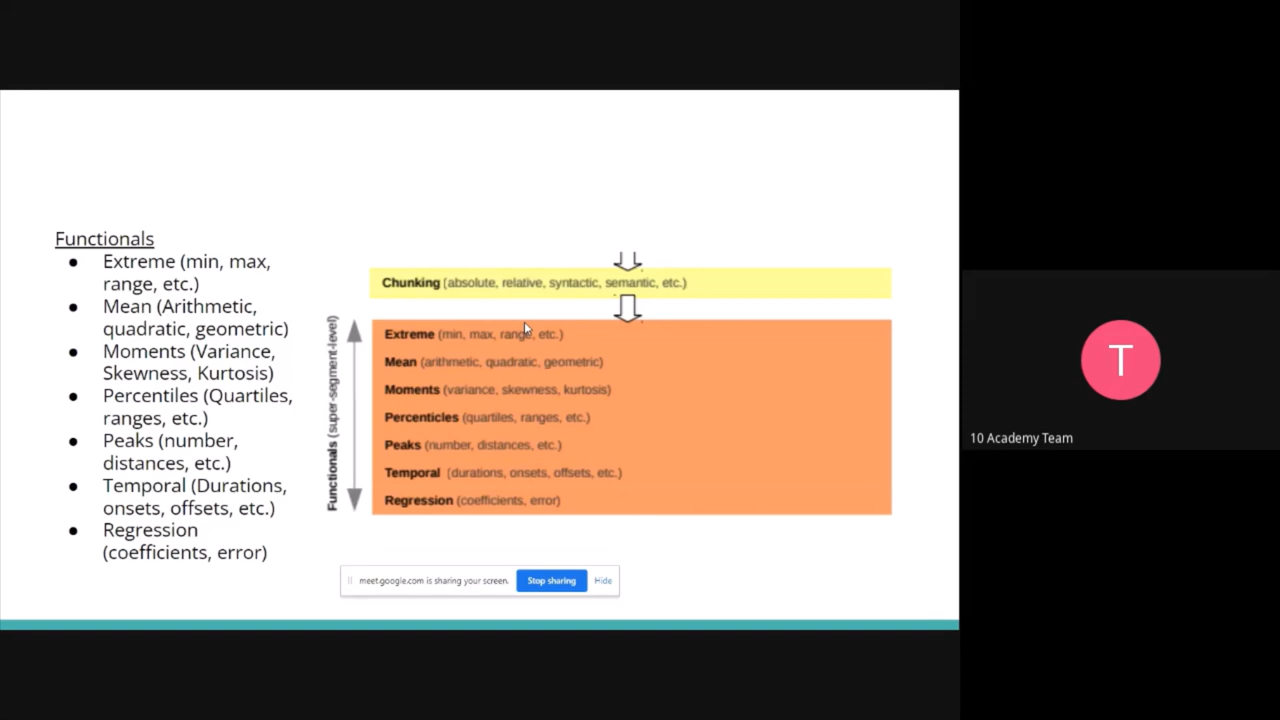 Functionals
● Extreme (min, max,
range, etc.)
● Mean (Arithmetic,
quadratic, geometric)
● Moments (Variance,
Skewness, Kurtosis)
● Percentiles (Quartiles,
ranges, etc.)
● Peaks (number,
distances, etc.)
● Temporal (Durations,
onsets, offsets, etc.)
● Regression
(coefficients, error)
Chunking (absolute, relative, syntactic, semantic, etc.)
Functionals (super-segment-level)
Extreme (min, max, range, etc.)
Mean (arithmetic, quadratic, geometric)
Moments (variance, skewness, kurtosis)
Percenticles (quartiles, ranges, etc.)
Peaks (number, distances, etc.)
Temporal (durations, onsets, offsets, etc.)
Regression (coefficients, error)
meet.google.com is sharing your screen. Stop sharing Hide
T
10 Academy Team